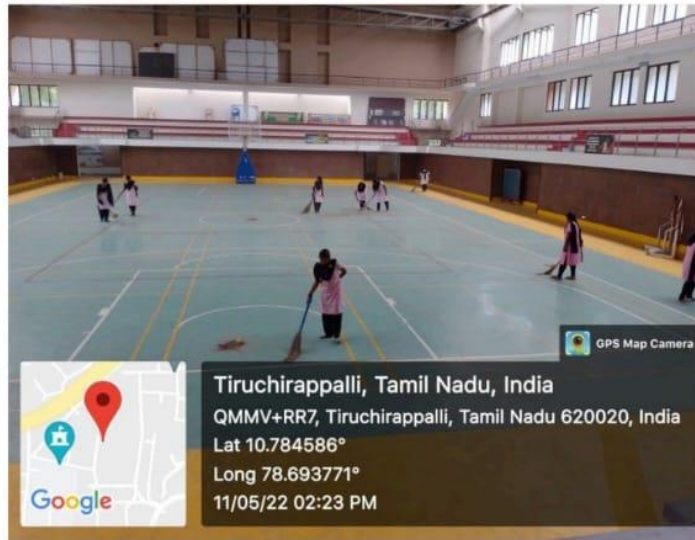 GPS Map Camera
Tiruchirappalli, Tamil Nadu, India
QMMV+RR7, Tiruchirappalli, Tamil Nadu 620020, India
Lat 10.784586°
Long 78.693771°
11/05/22 02:23 PM
Google